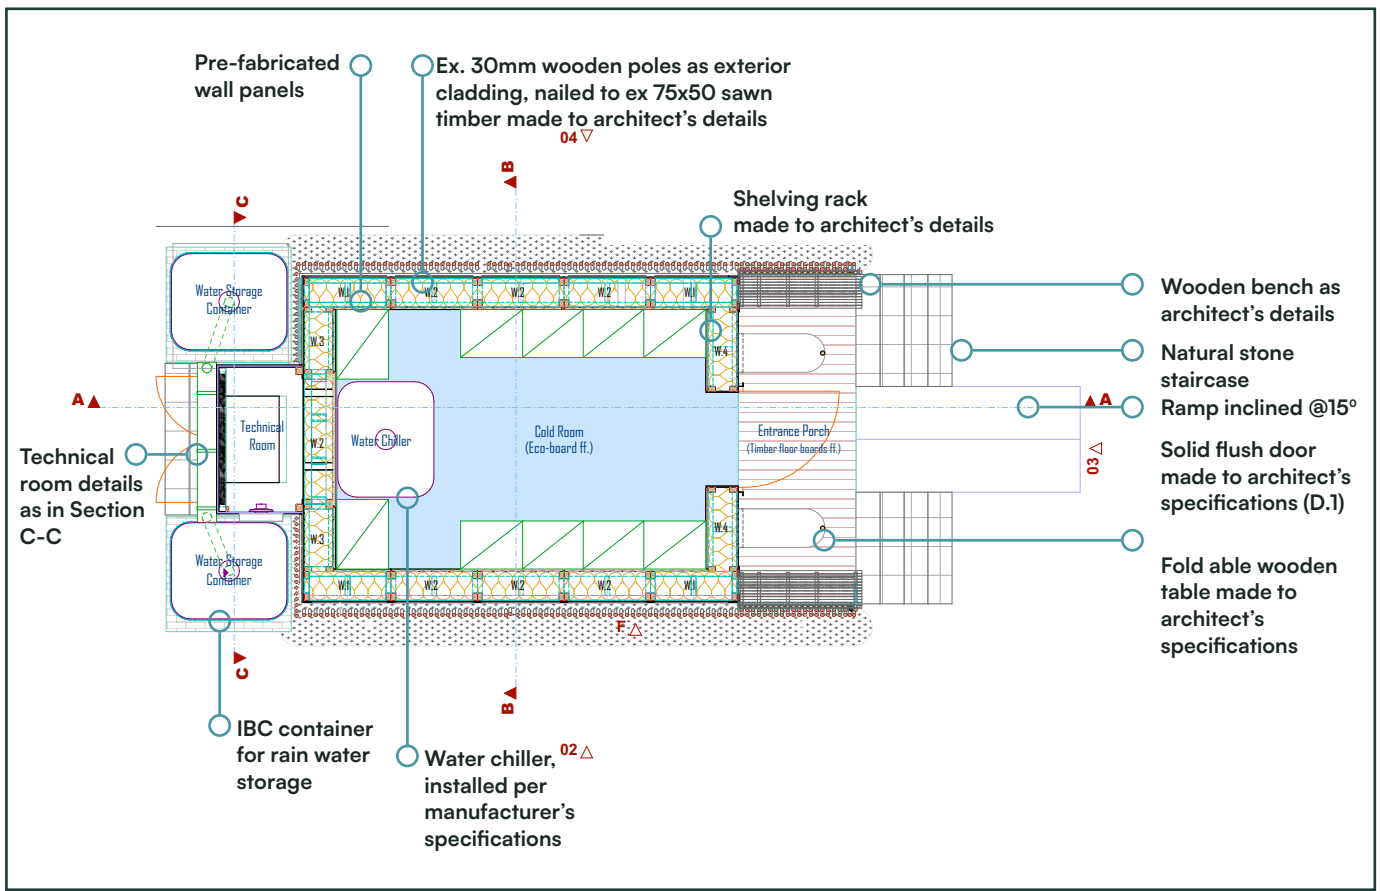 Pre-fabricated
wall panels
Ex. 30mm wooden poles as exterior
cladding, nailed to ex 75x50 sawn
timber made to architect's details
04
B
C
Shelving rack
made to architect's details
Water Storage
Container
W.1
W.2
W.2
W.2
W.1
W.3
W.4
Wooden bench as
architect's details
Natural stone
staircase
A
A
Ramp inclined @15º
Technical
Room
W.2
Water Chiller
Cold Room
(Eco-board ff.)
Entrance Porch
(Timber floor boards ff.)
03
Technical
room details
as in Section
C-C
Solid flush door
made to architect's
specifications (D.1)
W.3
W.4
Water Storage
Container
W.1
W.2
W.2
W.2
W.1
Fold able wooden
table made to
architect's
specifications
F
C
B
IBC container
for rain water
storage
02
Water chiller,
installed per
manufacturer's
specifications